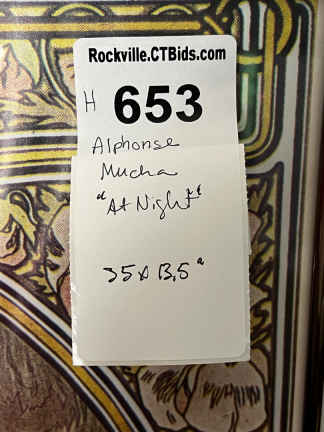 Rockville.CTBids.com
H 653
Alphonse
Mucha
"At Night"
35 x 13,5"